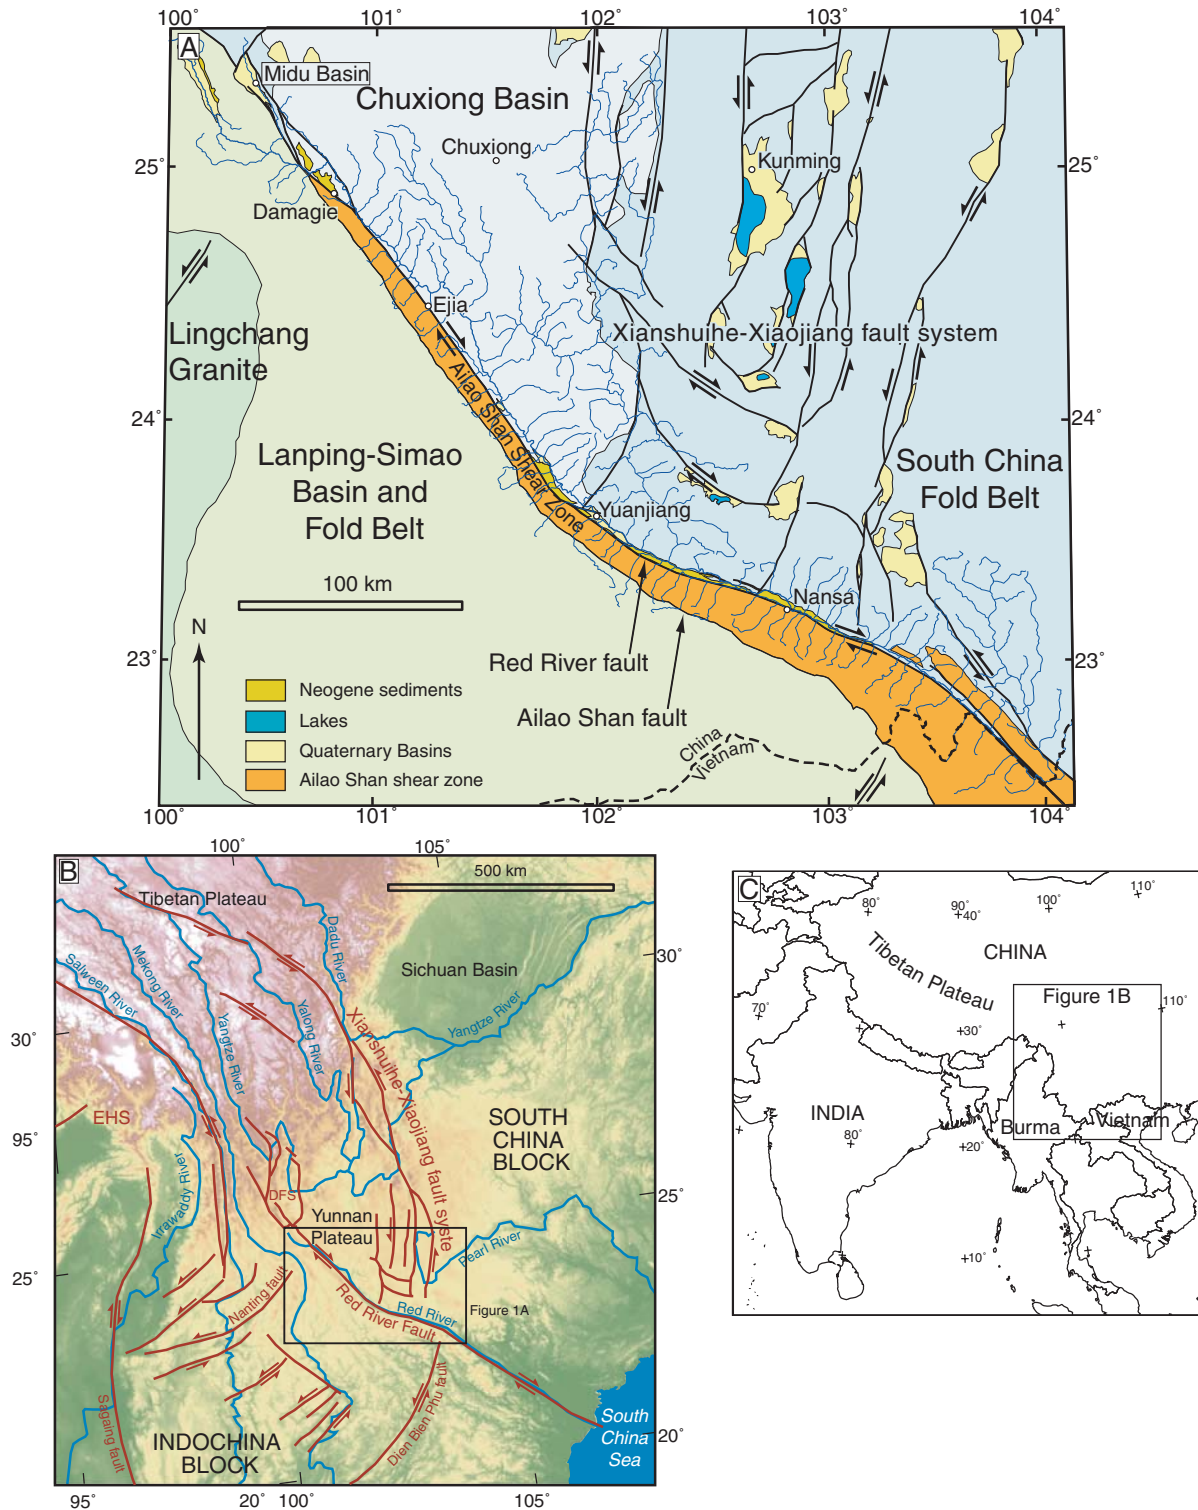 100°
101°
102°
103°
104°
A
Midu Basin
Chuxiong Basin
Chuxiong
Kunming
25°
25°
Damagie
Ejia
Xianshuihe-Xiaojiang fault system
Lingchang
Granite
Ailao Shan Shear Zone
24°
24°
Lanping-Simao
Basin and
Fold Belt
South China
Fold Belt
Yuanjiang
100 km
Nansa
N
23°
23°
Red River fault
Ailao Shan fault
Neogene sediments
Lakes
Quaternary Basins
Ailao Shan shear zone
China
Vietnam
100°
101°
102°
103°
104°
100°
105°
B
500 km
Tibetan Plateau
Dadu River
Salween River
Mekong River
Yangtze River
Yalong River
Sichuan Basin
Yangtze River
30°
30°
Xianshuihe-Xiaojiang fault syste
EHS
95°
SOUTH
CHINA
BLOCK
Irrawaddy River
DFS
25°
Yunnan
Plateau
Pearl River
25°
Nanting fault
Red River
Red River Fault
Figure 1A
Sagaing fault
Dien Bien Phu fault
INDOCHINA
BLOCK
South
China
Sea
20°
95°
20°
100°
105°
C
80°
90°
40°
100°
110°
Tibetan Plateau
CHINA
70°
Figure 1B
110°
30°
INDIA
80°
Burma
Vietnam
20°
10°